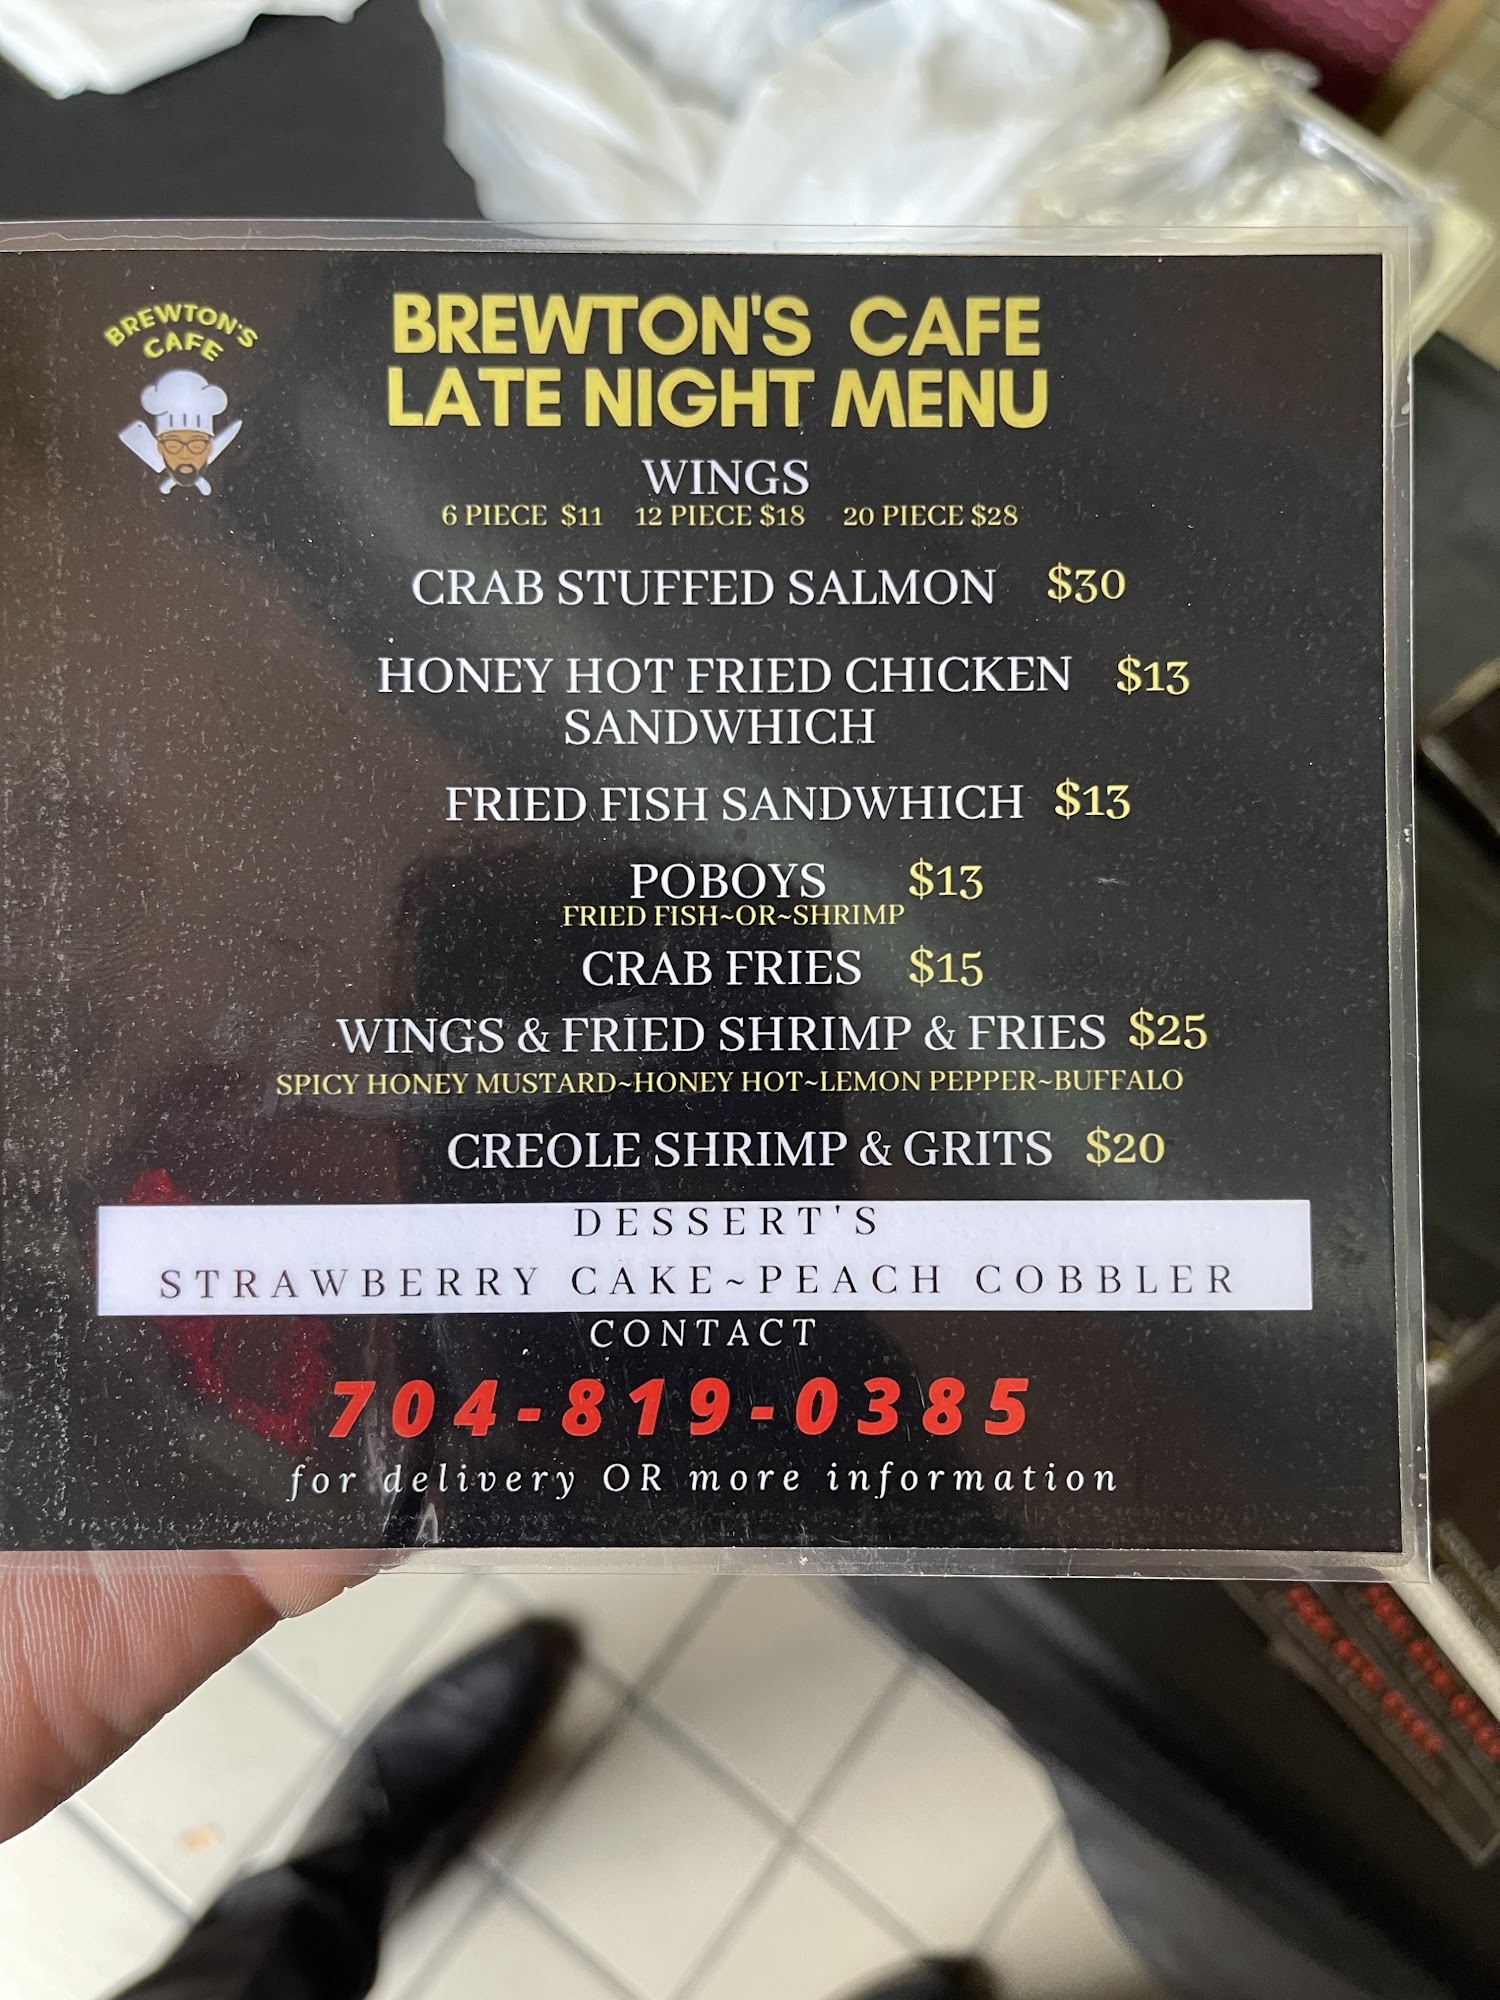 BREWTON'S
CAFE
BREWTON'S CAFE
LATE NIGHT MENU
WINGS
6 PIECE $11 12 PIECE $18 20 PIECE $28
CRAB STUFFED SALMON $30
HONEY HOT FRIED CHICKEN $13
SANDWHICH
FRIED FISH SANDWHICH $13
POBOYS $13
FRIED FISH~OR~SHRIMP
CRAB FRIES $15
WINGS & FRIED SHRIMP & FRIES $25
SPICY HONEY MUSTARD~HONEY HOT~LEMON PEPPER~BUFFALO
CREOLE SHRIMP & GRITS $20
DESSERT'S
STRAWBERRY CAKE~PEACH COBBLER
CONTACT
704-819-0385
for delivery OR more information